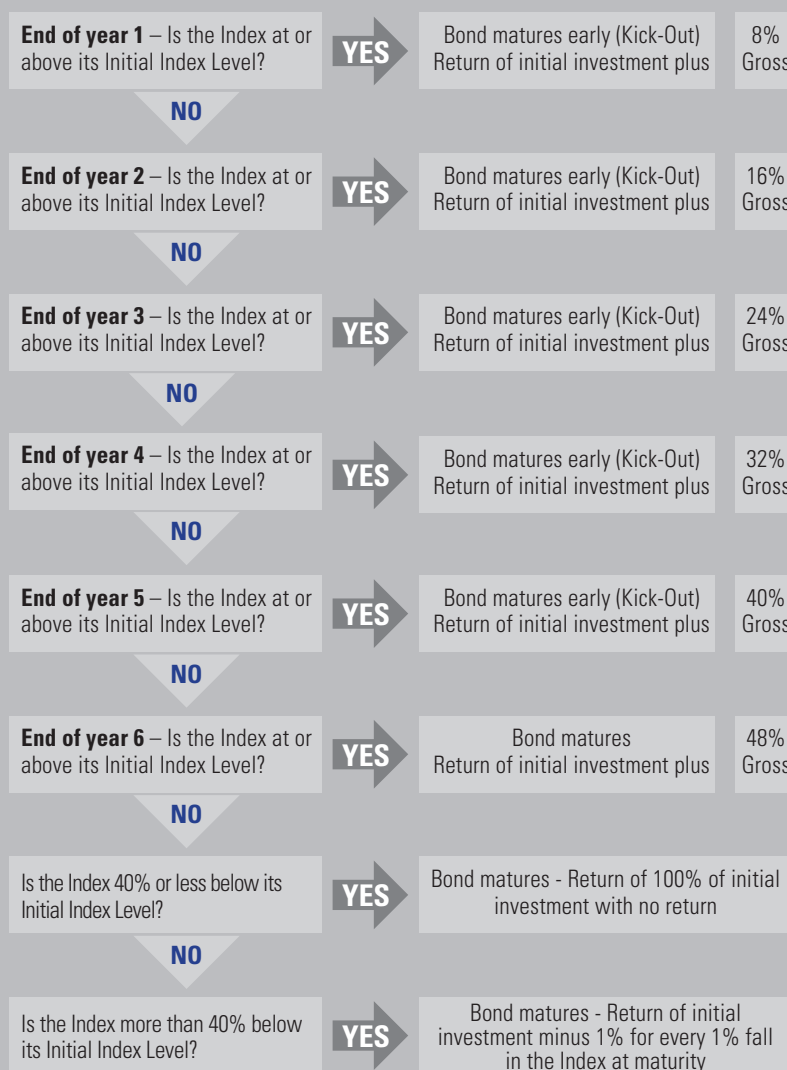 End of year 1 – Is the Index at or
above its Initial Index Level?
YES
Bond matures early (Kick-Out)
Return of initial investment plus
8%
Gross
NO
End of year 2 – Is the Index at or
above its Initial Index Level?
YES
Bond matures early (Kick-Out)
Return of initial investment plus
16%
Gross
NO
End of year 3 – Is the Index at or
above its Initial Index Level?
YES
Bond matures early (Kick-Out)
Return of initial investment plus
24%
Gross
NO
End of year 4 – Is the Index at or
above its Initial Index Level?
YES
Bond matures early (Kick-Out)
Return of initial investment plus
32%
Gross
NO
End of year 5 – Is the Index at or
above its Initial Index Level?
YES
Bond matures early (Kick-Out)
Return of initial investment plus
40%
Gross
NO
End of year 6 – Is the Index at or
above its Initial Index Level?
YES
Bond matures
Return of initial investment plus
48%
Gross
NO
Is the Index 40% or less below its
Initial Index Level?
YES
Bond matures - Return of 100% of initial
investment with no return
NO
Is the Index more than 40% below
its Initial Index Level?
YES
Bond matures - Return of initial
investment minus 1% for every 1% fall
in the Index at maturity